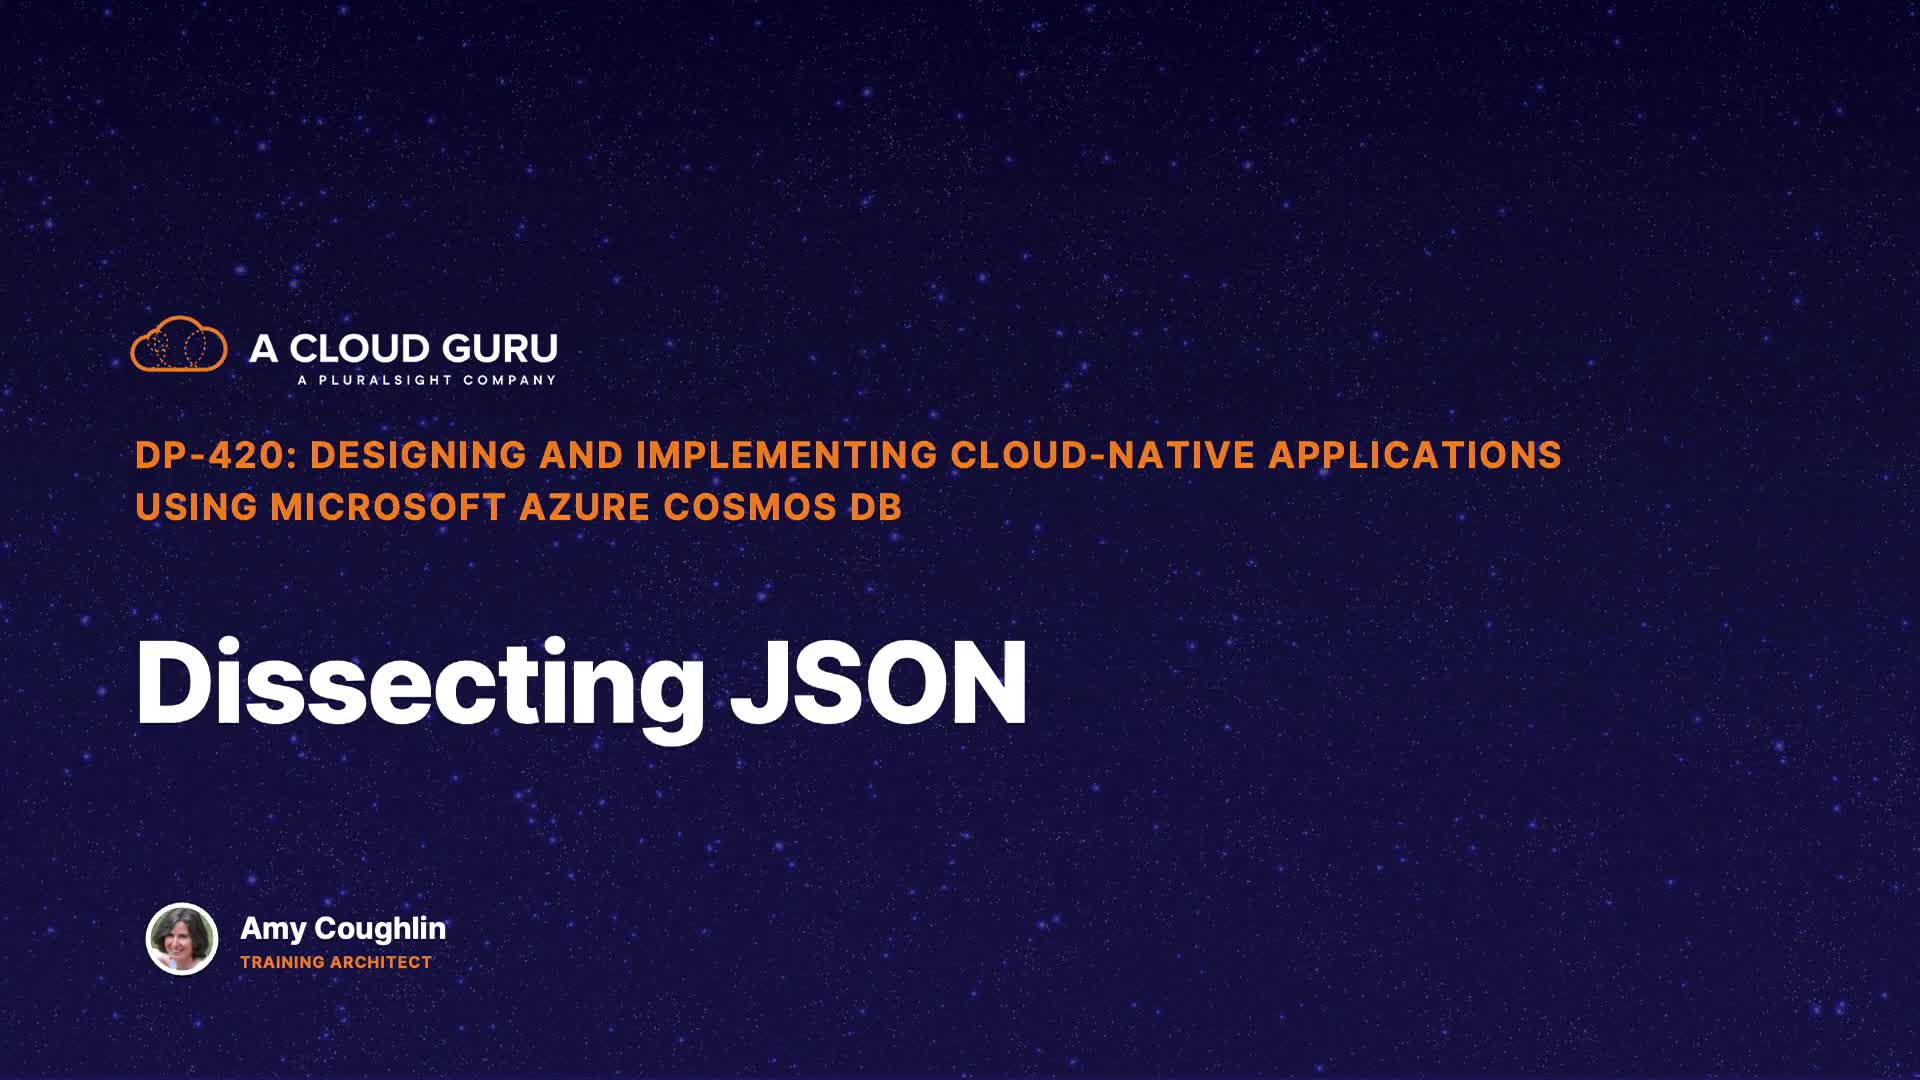 A CLOUD GURU
A PLURALSIGHT COMPANY
DP-420: DESIGNING AND IMPLEMENTING CLOUD-NATIVE APPLICATIONS
USING MICROSOFT AZURE COSMOS DB
Dissecting JSON
Amy Coughlin
TRAINING ARCHITECT